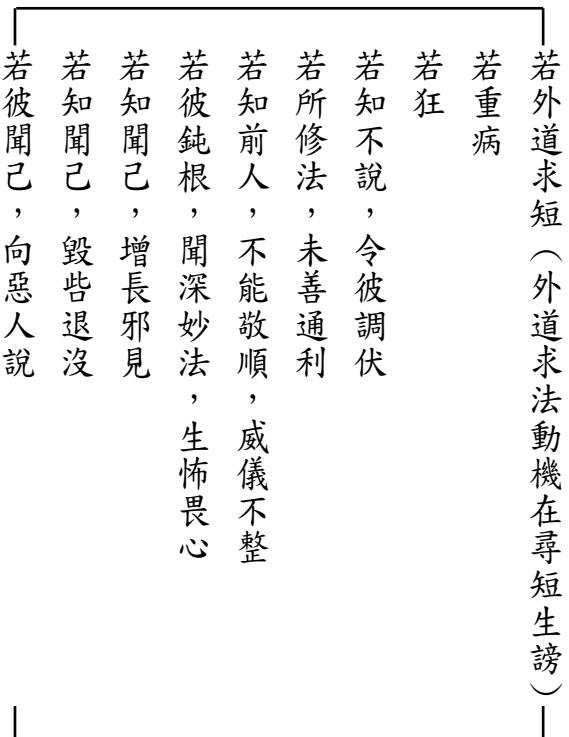 若外道求短（外道求法動機在尋短生謗）
若重病
若狂
若知不說，令彼調伏
若所修法，未善通利
若知前人，不能敬順，威儀不整
若彼鈍根，聞深妙法，生怖畏心
若知聞己，增長邪見
若知聞己，毀呰退沒
若彼聞己，向惡人說